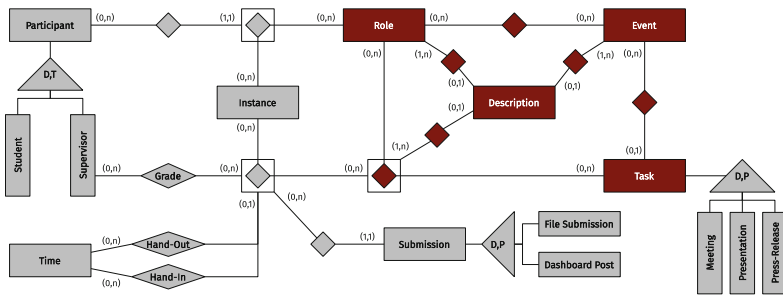 Participant
(0,n)
(1,1)
(0,n)
Role
(0,n)
(0,n)
Event
(0,n)
(1,n)
(1,n)
(0,n)
D,T
(0,n)
(0,1)
(0,1)
Instance
Description
(0,1)
(0,n)
Student
Supervisor
(1,n)
(0,1)
(0,n)
Grade
(0,n)
(0,n)
(0,n)
Task
D,P
(0,1)
(0,n)
Meeting
Presentation
Press-Release
File Submission
(0,n)
Hand-Out
(1,1)
Submission
D,P
Time
Dashboard Post
Hand-In
(0,n)